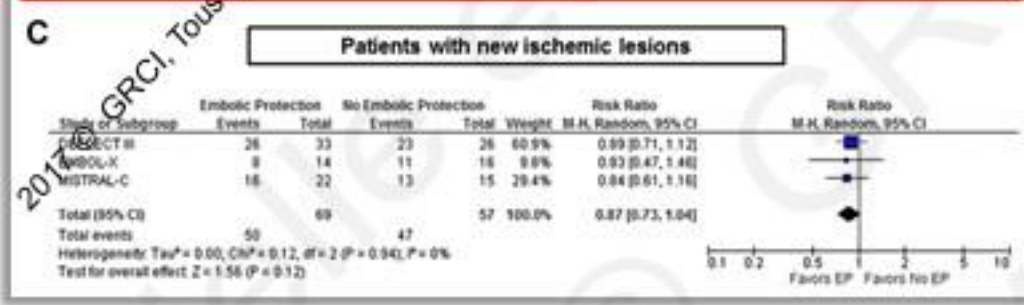 C
2017 © GRCI, Tous
Patients with new ischemic lesions
Embolic Protection No Embolic Protection Risk Ratio Risk Ratio
Study or Subgroup Events Total Events Total Weight M-H, Random, 95% CI M-H, Random, 95% CI
III 26 33 23 26 60.9% 0.89 [0.71, 1.12]
8 14 11 16 9.6% 0.83 [0.47, 1.46]
MISTRAL-C 16 22 13 15 29.4% 0.84 [0.61, 1.16]
Total (95% CI) 69 57 100.0% 0.87 [0.73, 1.04]
Total events 50 47
Heterogeneity: Tau² = 0.00, Chi² = 0.12, df = 2 (P = 0.94); I² = 0%
Test for overall effect: Z = 1.56 (P = 0.12)
0.1 0.2 0.5 1 2 5 10
Favors EP Favors No EP